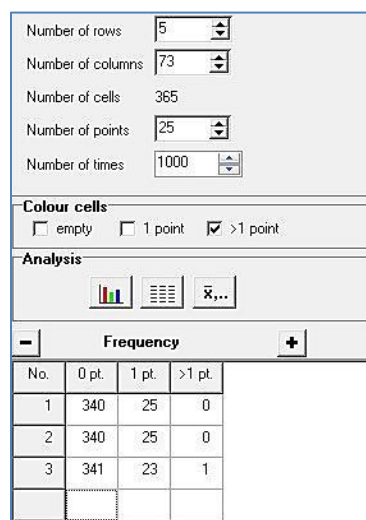 Number of rows 5
Number of columns 73
Number of cells 365
Number of points 25
Number of times 1000
Colour cells
empty 1 point >1 point
Analysis
x̄,..
- Frequency +
No. 0 pt. 1 pt. >1 pt.
1 340 25 0
2 340 25 0
3 341 23 1